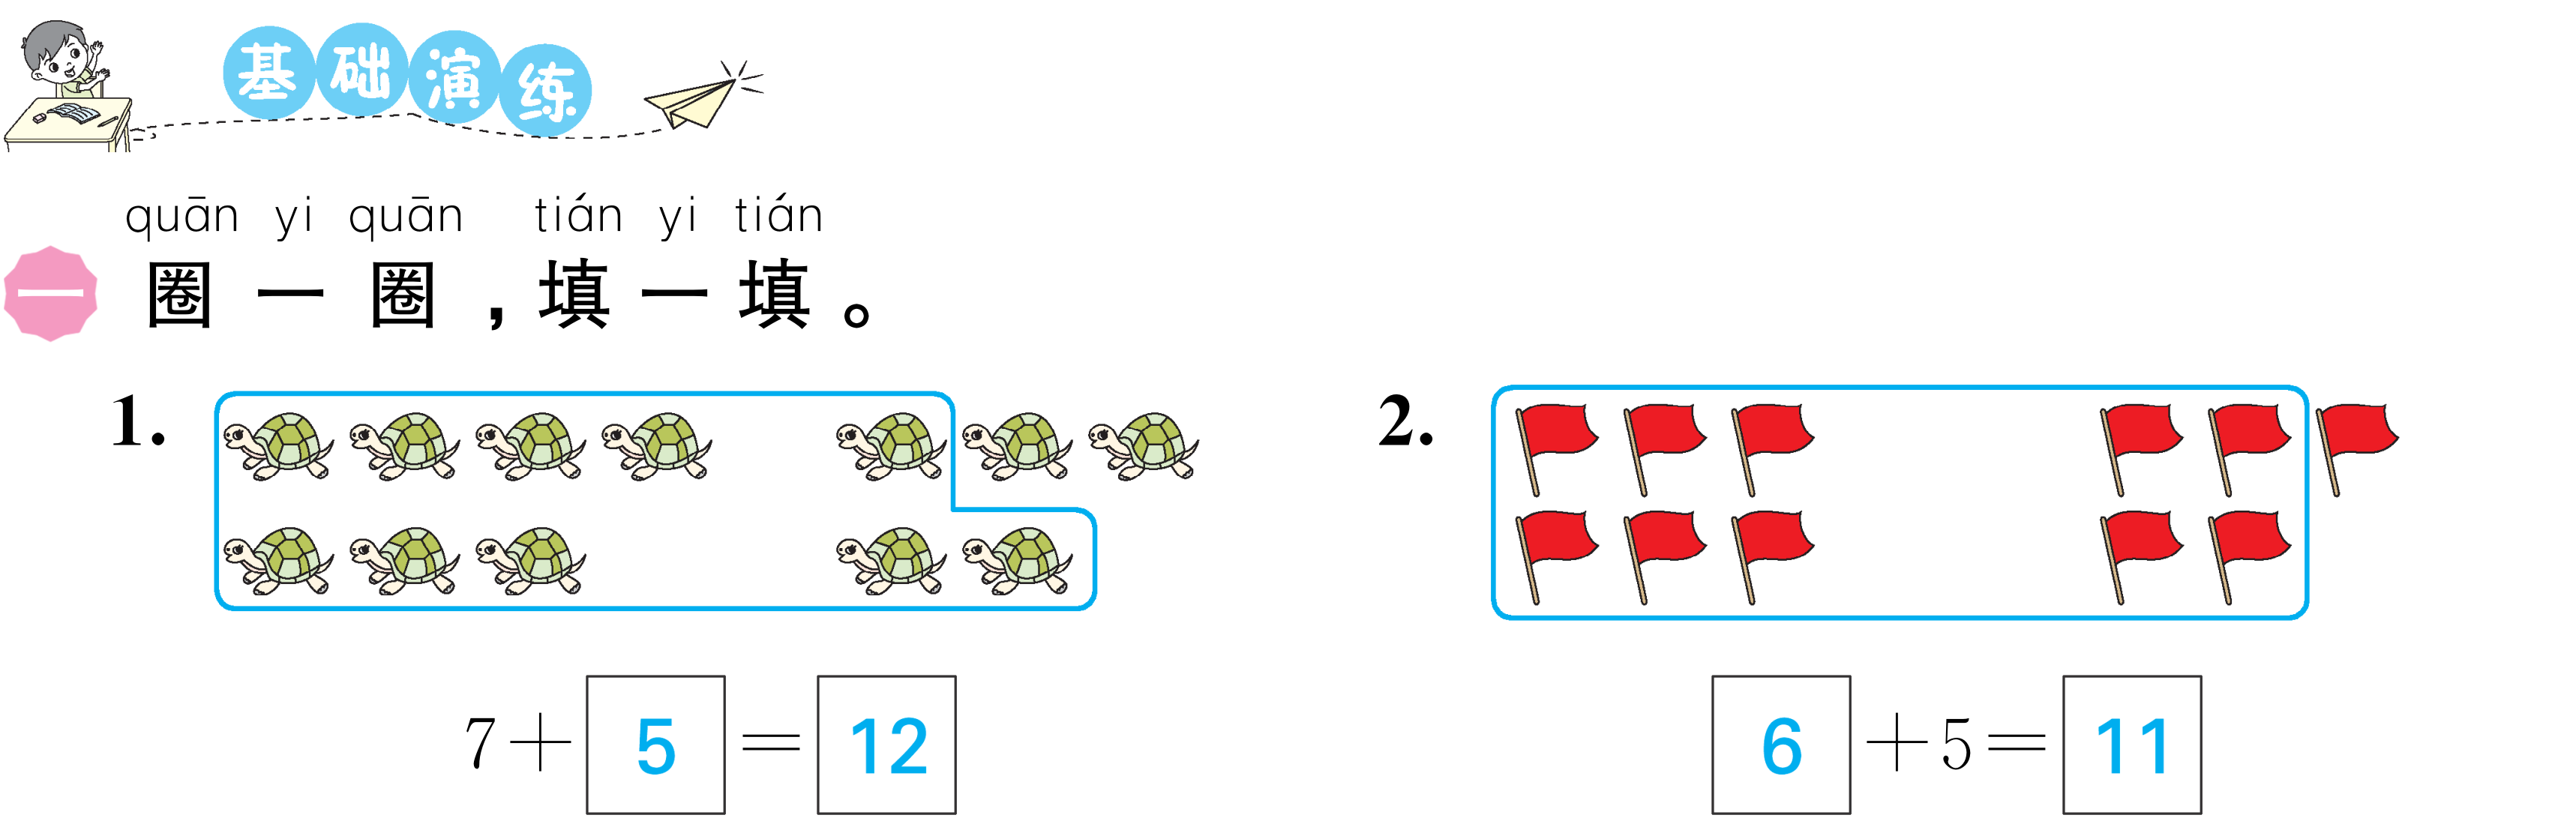 基础演练
quān yi quān tián yi tián
一 圈一圈，填一填。
1.
2.
7+5=12
6+5=11